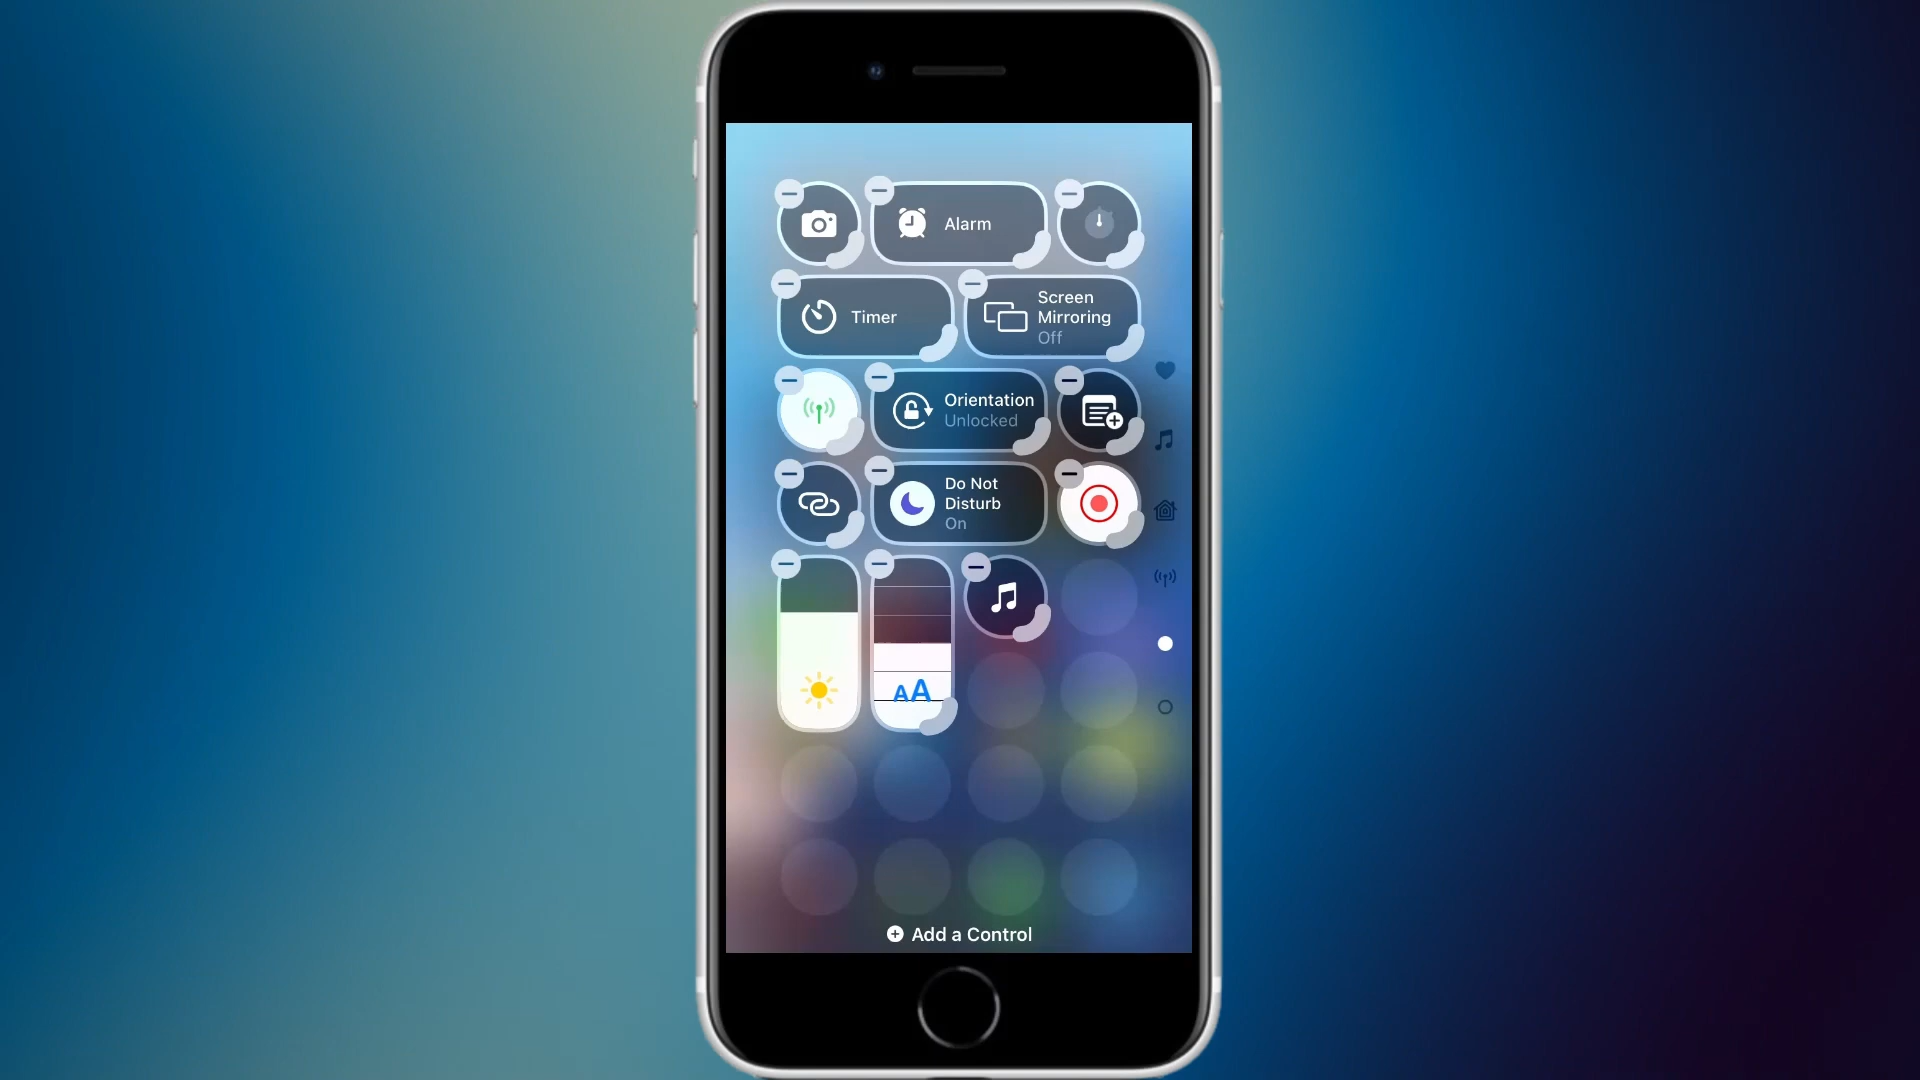 Alarm
Timer
Screen
Mirroring
Off
Orientation
Unlocked
Do Not
Disturb
On
AA
Add a Control